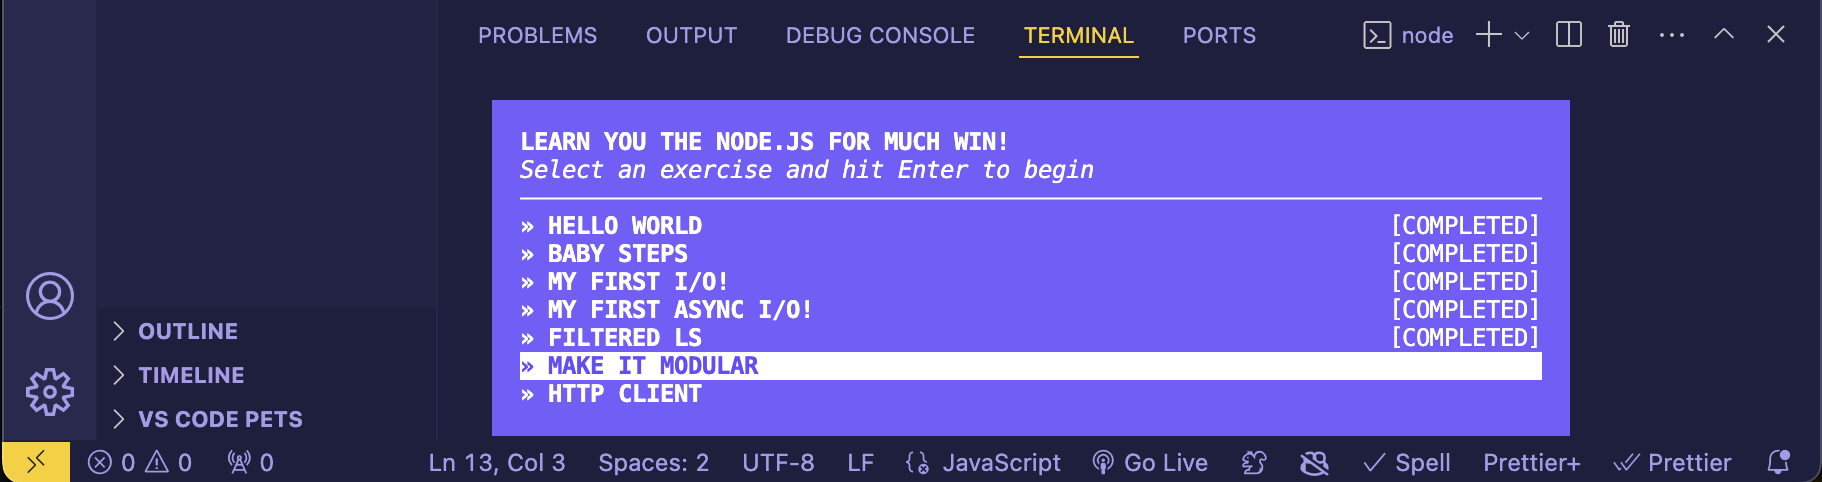 PROBLEMS OUTPUT DEBUG CONSOLE TERMINAL PORTS node
LEARN YOU THE NODE.JS FOR MUCH WIN!
Select an exercise and hit Enter to begin
» HELLO WORLD [COMPLETED]
» BABY STEPS [COMPLETED]
» MY FIRST I/O! [COMPLETED]
» MY FIRST ASYNC I/O! [COMPLETED]
» FILTERED LS [COMPLETED]
» MAKE IT MODULAR
» HTTP CLIENT
OUTLINE
TIMELINE
VS CODE PETS
0 0 0 Ln 13, Col 3 Spaces: 2 UTF-8 LF JavaScript Go Live Spell Prettier+ Prettier